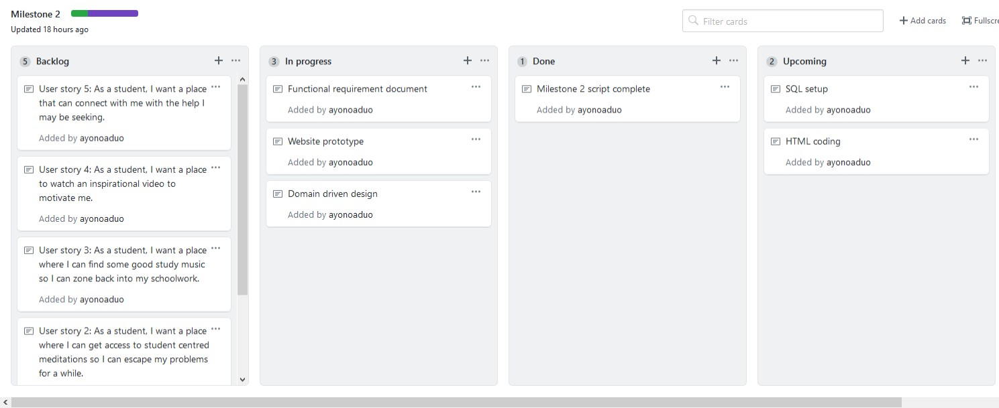 Milestone 2
Updated 18 hours ago
Filter cards
Add cards
Fullscre
5 Backlog
User story 5: As a student, I want a place
that can connect with me with the help I
may be seeking.
Added by ayonoaduo
User story 4: As a student, I want a place
to watch an inspirational video to
motivate me.
Added by ayonoaduo
User story 3: As a student, I want a place
where I can find some good study music
so I can zone back into my schoolwork.
Added by ayonoaduo
User story 2: As a student, I want a place
where I can get access to student centred
meditations so I can escape my problems
for a while.
3 In progress
Functional requirement document
Added by ayonoaduo
Website prototype
Added by ayonoaduo
Domain driven design
Added by ayonoaduo
1 Done
Milestone 2 script complete
Added by ayonoaduo
2 Upcoming
SQL setup
Added by ayonoaduo
HTML coding
Added by ayonoaduo